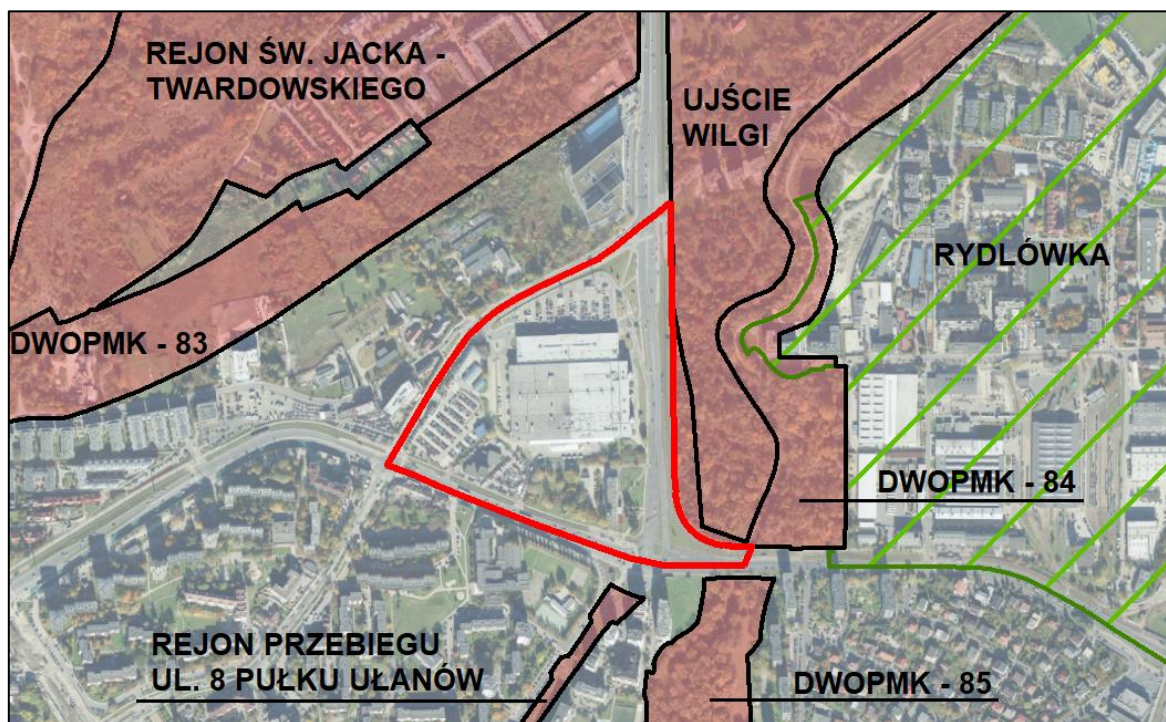 REJON ŚW. JACKA -
TWARDOWSKIEGO
UJŚCIE
WILGI
RYDLÓWKA
DWOPMK - 83
DWOPMK - 84
REJON PRZEBIEGU
UL. 8 PUŁKU UŁANÓW
DWOPMK - 85